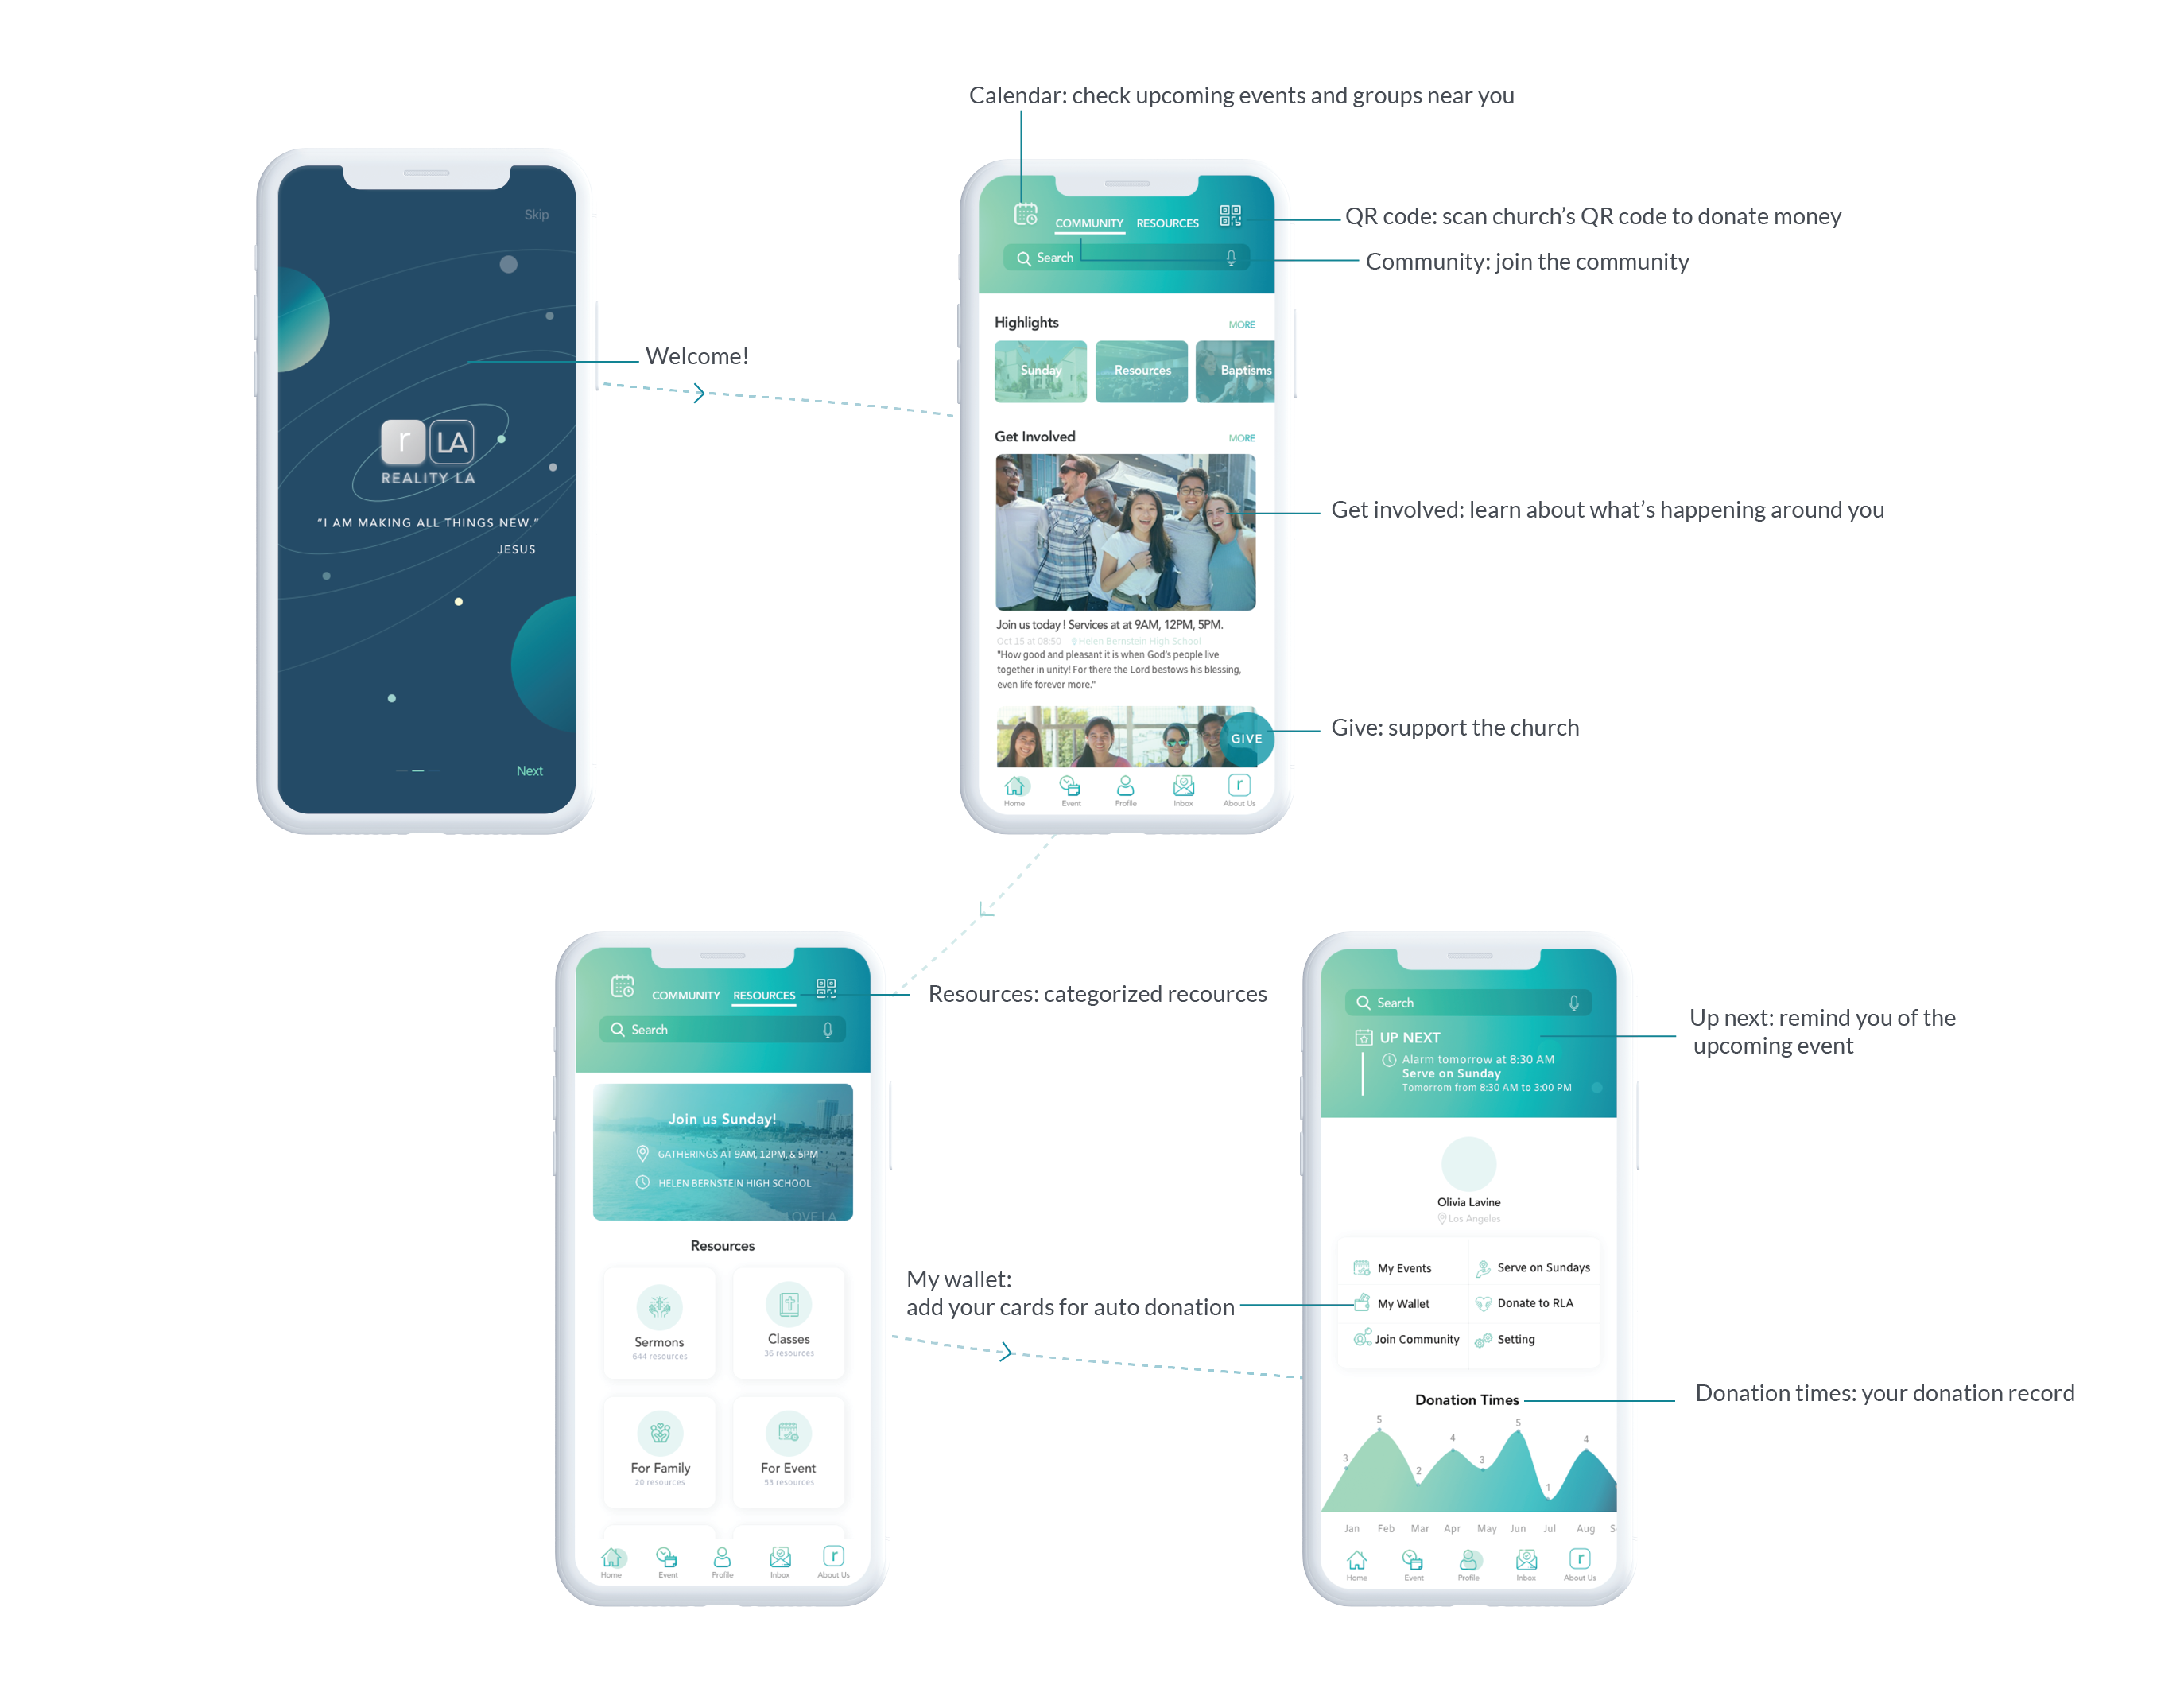 Calendar: check upcoming events and groups near you
Skip
Welcome!
r LA
REALITY LA
"I AM MAKING ALL THINGS NEW."
JESUS
Next
COMMUNITY RESOURCES
QR code: scan church's QR code to donate money
Search
Community: join the community
Highlights MORE
Sunday Resources Baptisms
Get Involved MORE
Get involved: learn about what's happening around you
Join us today ! Services at at 9AM, 12PM, 5PM.
Oct 15 at 08:50 Helen Bernstein High School
"How good and pleasant it is when God's people live
together in unity! For there the Lord bestows his blessing,
even life forever more."
GIVE
Give: support the church
Home Event Profile Inbox r About Us
COMMUNITY RESOURCES
Resources: categorized recources
Search
Join us Sunday!
GATHERINGS AT 9AM, 12PM, & 5PM
HELEN BERNSTEIN HIGH SCHOOL
LOVE LA
Resources
Sermons
644 resources
Classes
36 resources
For Family
20 resources
For Event
53 resources
Home Event Profile Inbox r About Us
Search
UP NEXT
Alarm tomorrow at 8:30 AM
Serve on Sunday
Tomorrom from 8:30 AM to 3:00 PM
Up next: remind you of the
upcoming event
Olivia Lavine
Los Angeles
My Events Serve on Sundays
My Wallet Donate to RLA
Join Community Setting
My wallet:
add your cards for auto donation
Donation Times
Donation times: your donation record
3 5 2 4 3 5 1 4
Jan Feb Mar Apr May Jun Jul Aug S
Home Event Profile Inbox r About Us